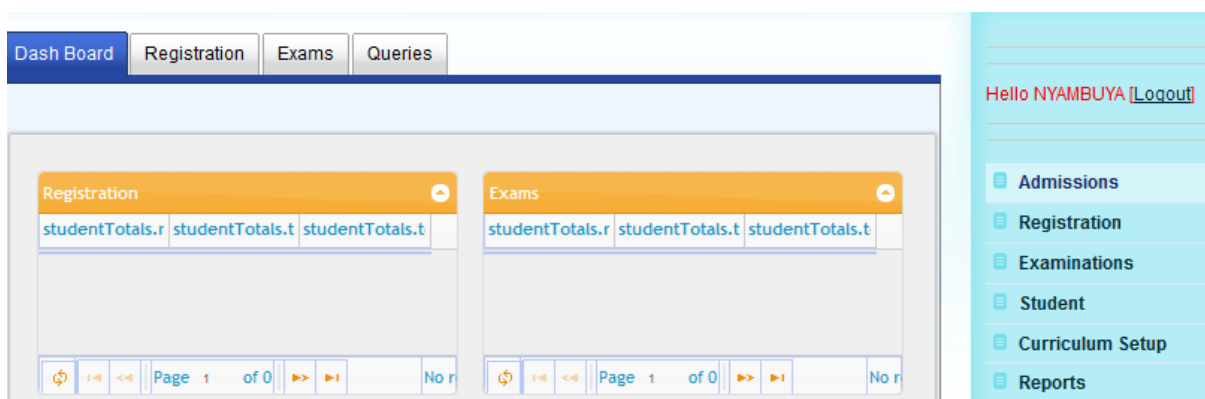 Dash Board Registration Exams Queries
Hello NYAMBUYA [Logout]
Registration
studentTotals.r studentTotals.t studentTotals.t
Page 1 of 0 No r
Exams
studentTotals.r studentTotals.t studentTotals.t
Page 1 of 0 No r
Admissions
Registration
Examinations
Student
Curriculum Setup
Reports